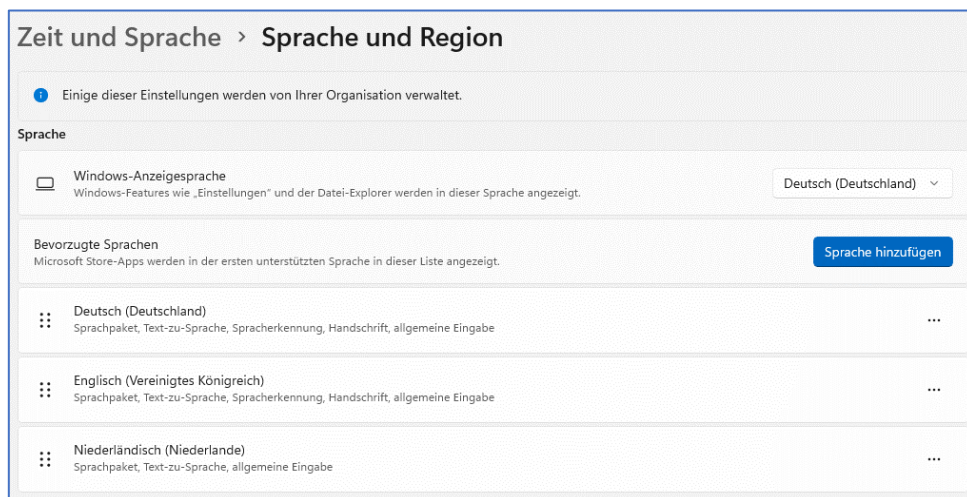 Zeit und Sprache › Sprache und Region
Einige dieser Einstellungen werden von Ihrer Organisation verwaltet.
Sprache
Windows-Anzeigesprache
Windows-Features wie „Einstellungen“ und der Datei-Explorer werden in dieser Sprache angezeigt.
Deutsch (Deutschland)
Bevorzugte Sprachen
Microsoft Store-Apps werden in der ersten unterstützten Sprache in dieser Liste angezeigt.
Sprache hinzufügen
Deutsch (Deutschland)
Sprachpaket, Text-zu-Sprache, Spracherkennung, Handschrift, allgemeine Eingabe
Englisch (Vereinigtes Königreich)
Sprachpaket, Text-zu-Sprache, Spracherkennung, Handschrift, allgemeine Eingabe
Niederländisch (Niederlande)
Sprachpaket, Text-zu-Sprache, allgemeine Eingabe